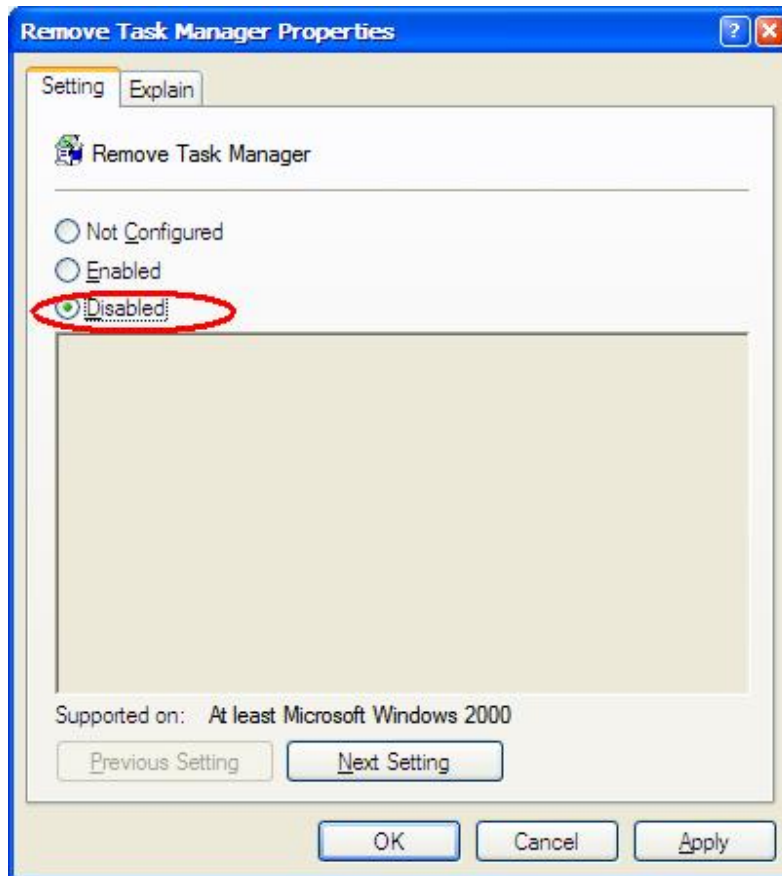 Remove Task Manager Properties
?
Setting
Explain
Remove Task Manager
Not Configured
Enabled
Disabled
Supported on: At least Microsoft Windows 2000
Previous Setting
Next Setting
OK
Cancel
Apply